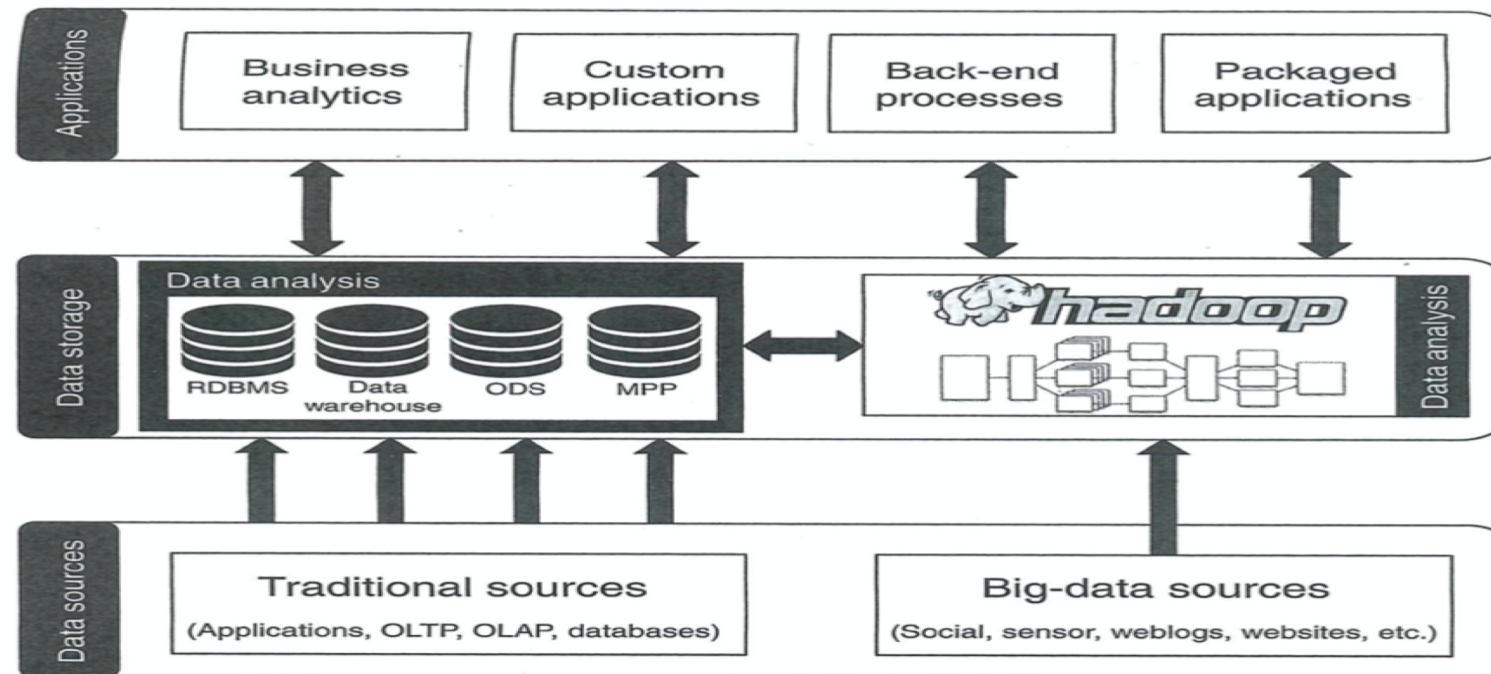 Applications
Business
analytics
Custom
applications
Back-end
processes
Packaged
applications
Data storage
Data analysis
RDBMS
Data
warehouse
ODS
MPP
hadoop
Data analysis
Data sources
Traditional sources
(Applications, OLTP, OLAP, databases)
Big-data sources
(Social, sensor, weblogs, websites, etc.)